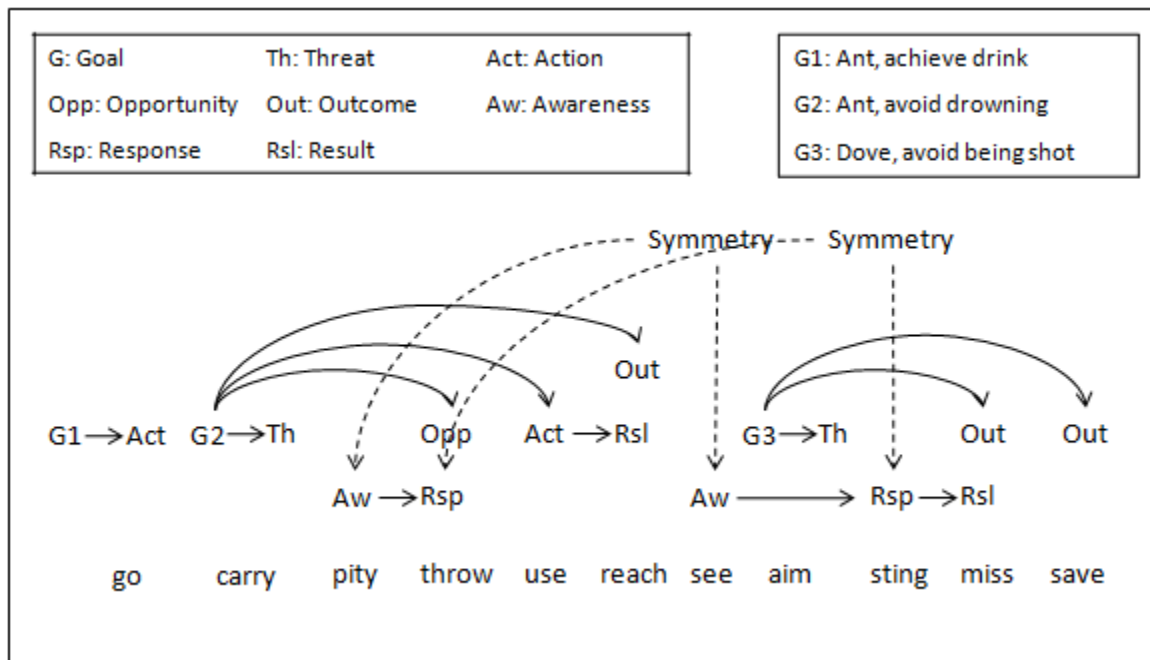 G: Goal Th: Threat Act: Action
Opp: Opportunity Out: Outcome Aw: Awareness
Rsp: Response Rsl: Result
G1: Ant, achieve drink
G2: Ant, avoid drowning
G3: Dove, avoid being shot
Symmetry Symmetry
Out
G1 Act G2 Th Opp Act Rsl G3 Th Out Out
Aw Rsp Aw Rsp Rsl
go carry pity throw use reach see aim sting miss save